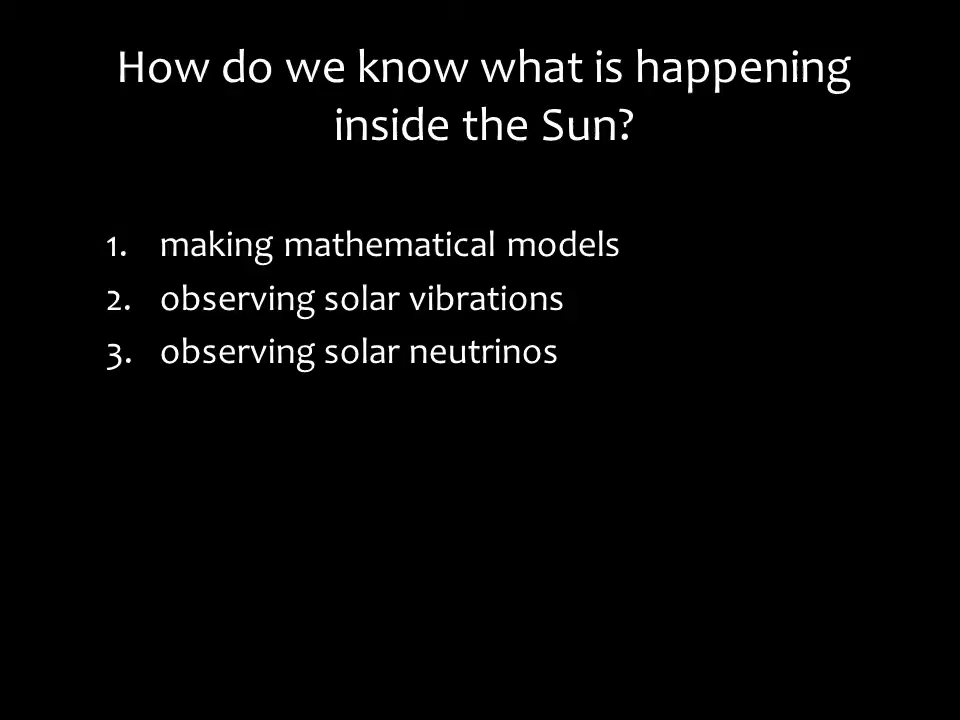 How do we know what is happening
inside the Sun?
1. making mathematical models
2. observing solar vibrations
3. observing solar neutrinos